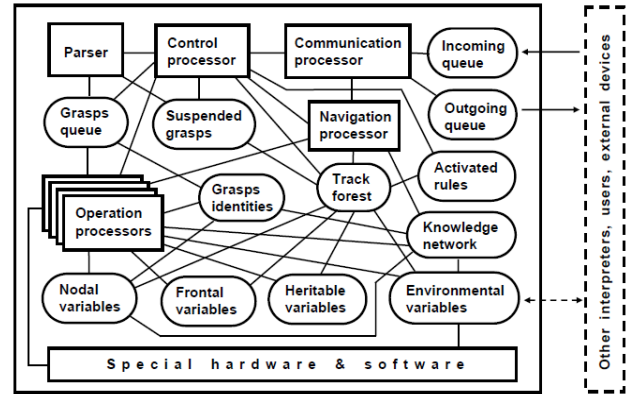 Parser
Control
processor
Communication
processor
Incoming
queue
Grasps
queue
Suspended
grasps
Navigation
processor
Outgoing
queue
Grasps
identities
Track
forest
Activated
rules
Operation
processors
Knowledge
network
Nodal
variables
Frontal
variables
Heritable
variables
Environmental
variables
Special hardware & software
Other interpreters, users, external devices